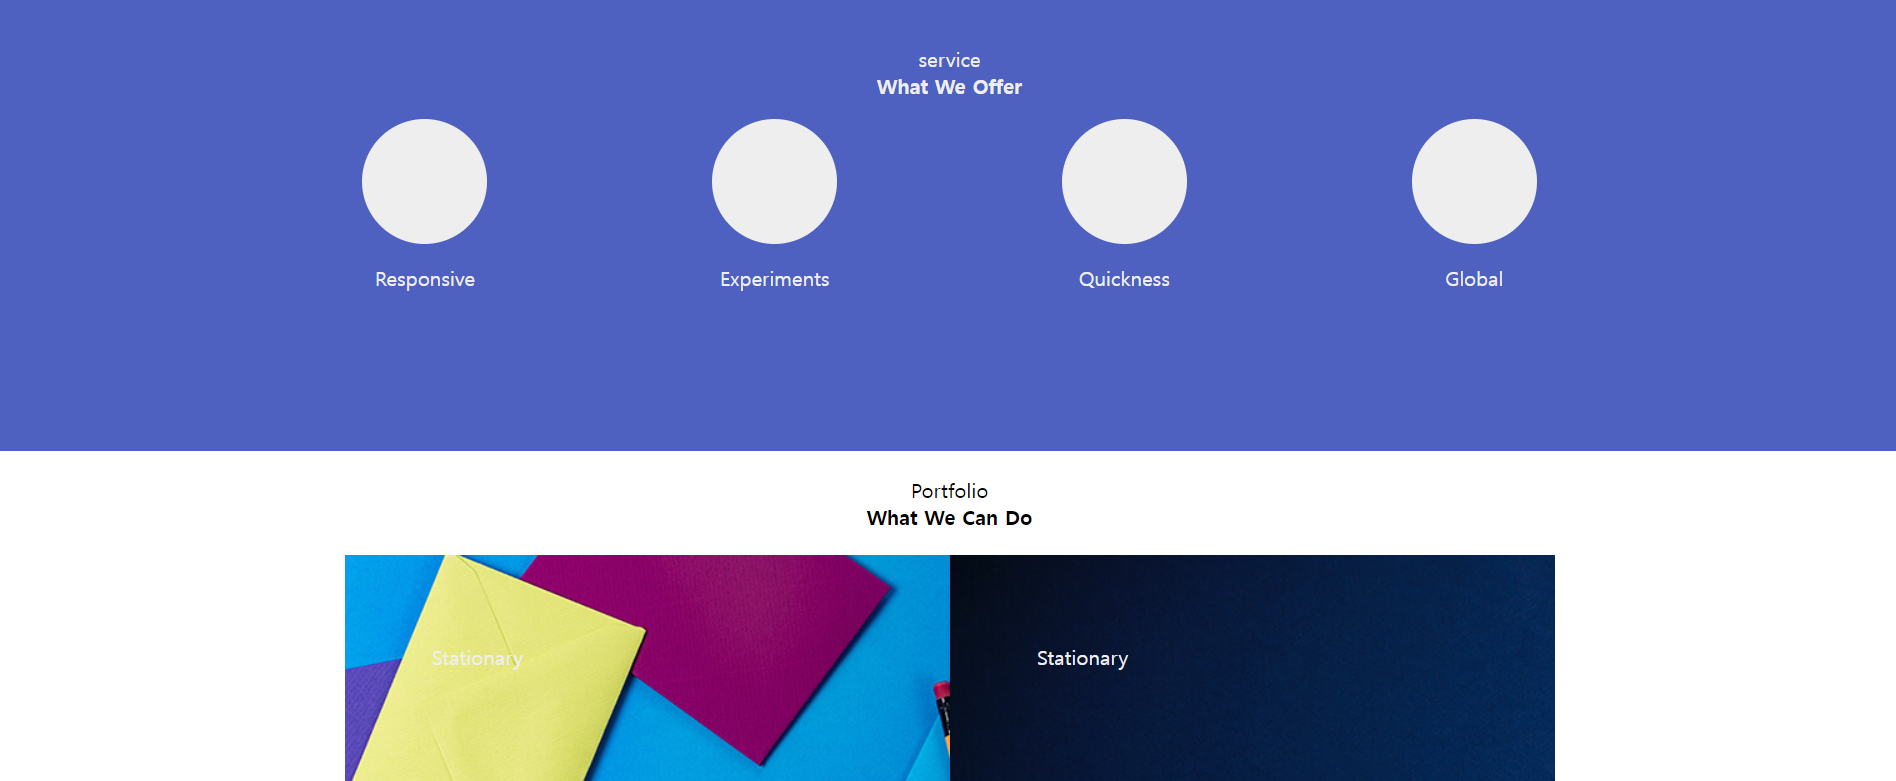 service
What We Offer
Responsive
Experiments
Quickness
Global
Portfolio
What We Can Do
Stationary
Stationary